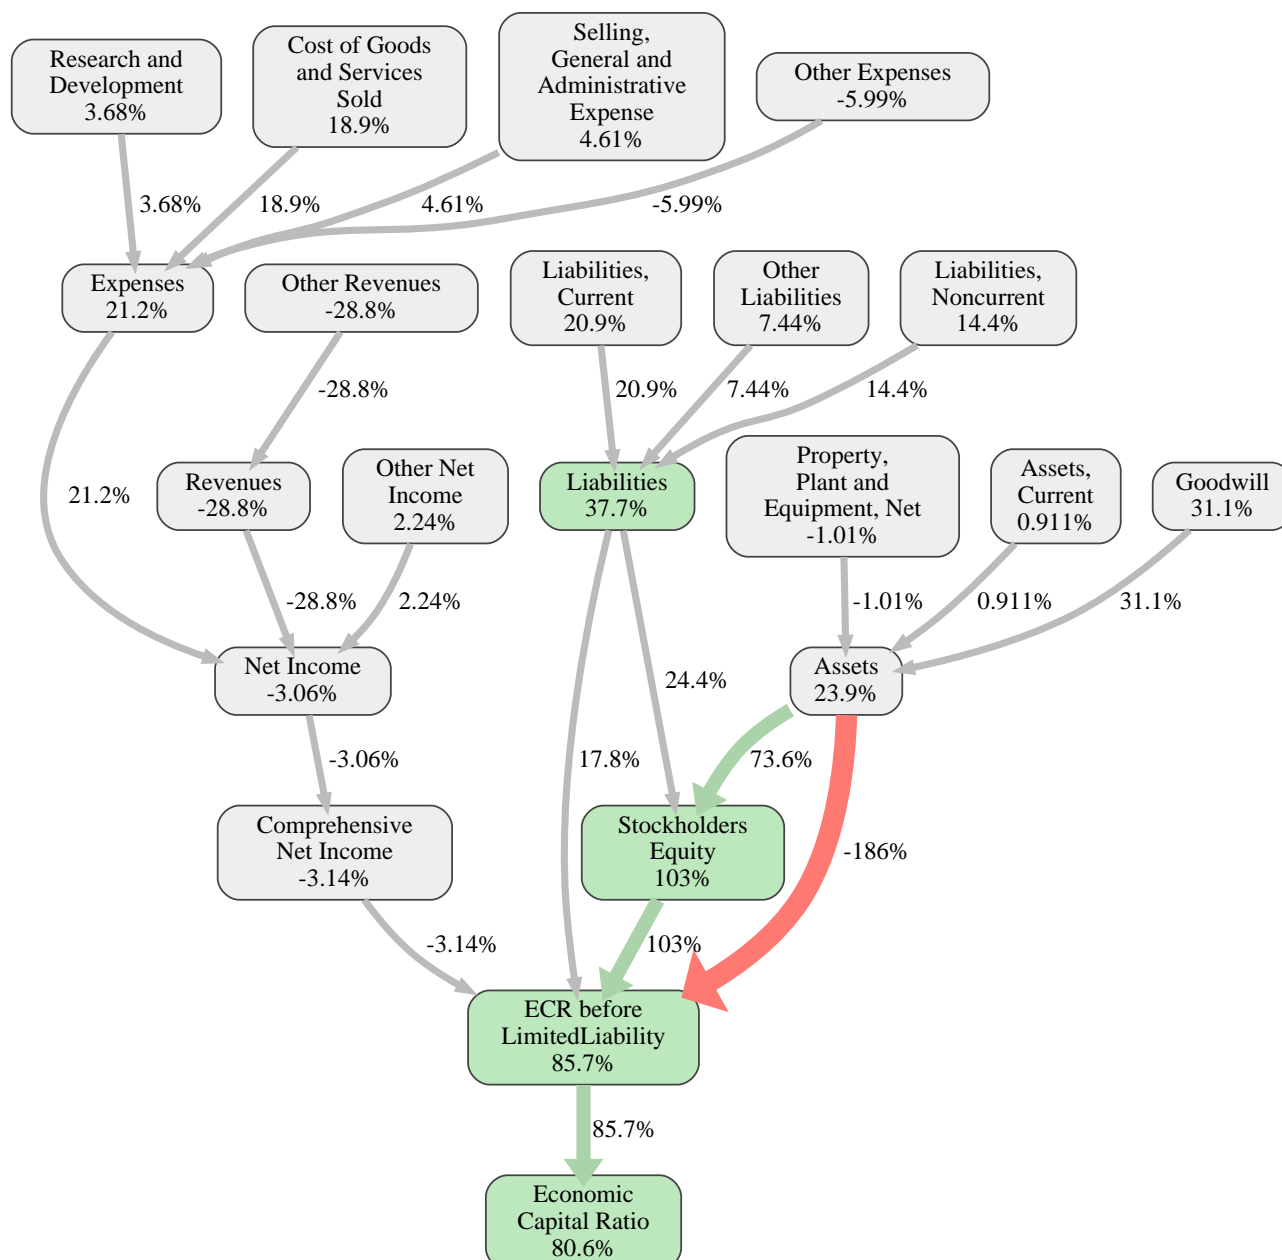 Research and
Development
3.68%
Cost of Goods
and Services
Sold
18.9%
Selling,
General and
Administrative
Expense
4.61%
Other Expenses
-5.99%
3.68%
18.9%
4.61%
-5.99%
Expenses
21.2%
Other Revenues
-28.8%
Liabilities,
Current
20.9%
Other
Liabilities
7.44%
Liabilities,
Noncurrent
14.4%
-28.8%
20.9%
7.44%
14.4%
21.2%
Revenues
-28.8%
Other Net
Income
2.24%
Liabilities
37.7%
Property,
Plant and
Equipment, Net
-1.01%
Assets,
Current
0.911%
Goodwill
31.1%
-28.8%
2.24%
-1.01%
0.911%
31.1%
Net Income
-3.06%
24.4%
Assets
23.9%
-3.06%
17.8%
73.6%
Comprehensive
Net Income
-3.14%
Stockholders
Equity
103%
-186%
-3.14%
103%
ECR before
LimitedLiability
85.7%
85.7%
Economic
Capital Ratio
80.6%